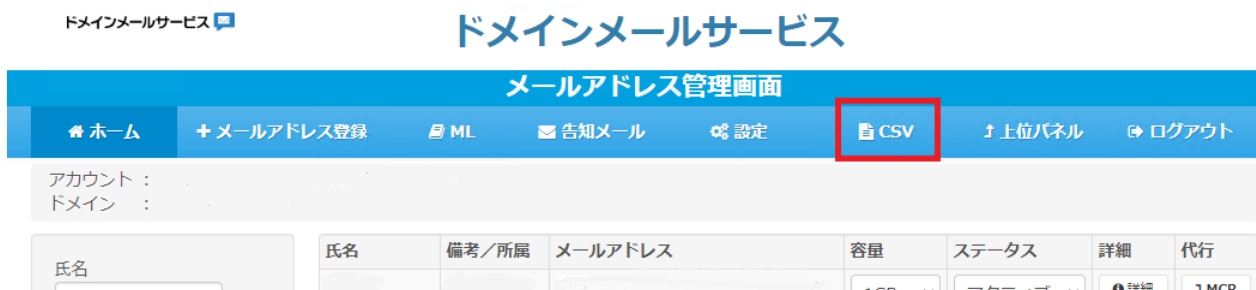 ドメインメールサービス
ドメインメールサービス
メールアドレス管理画面
ホーム メールアドレス登録 ML 告知メール 設定 CSV 上位パネル ログアウト
アカウント :
ドメイン :
氏名 備考／所属 メールアドレス 容量 ステータス 詳細 代行
氏名